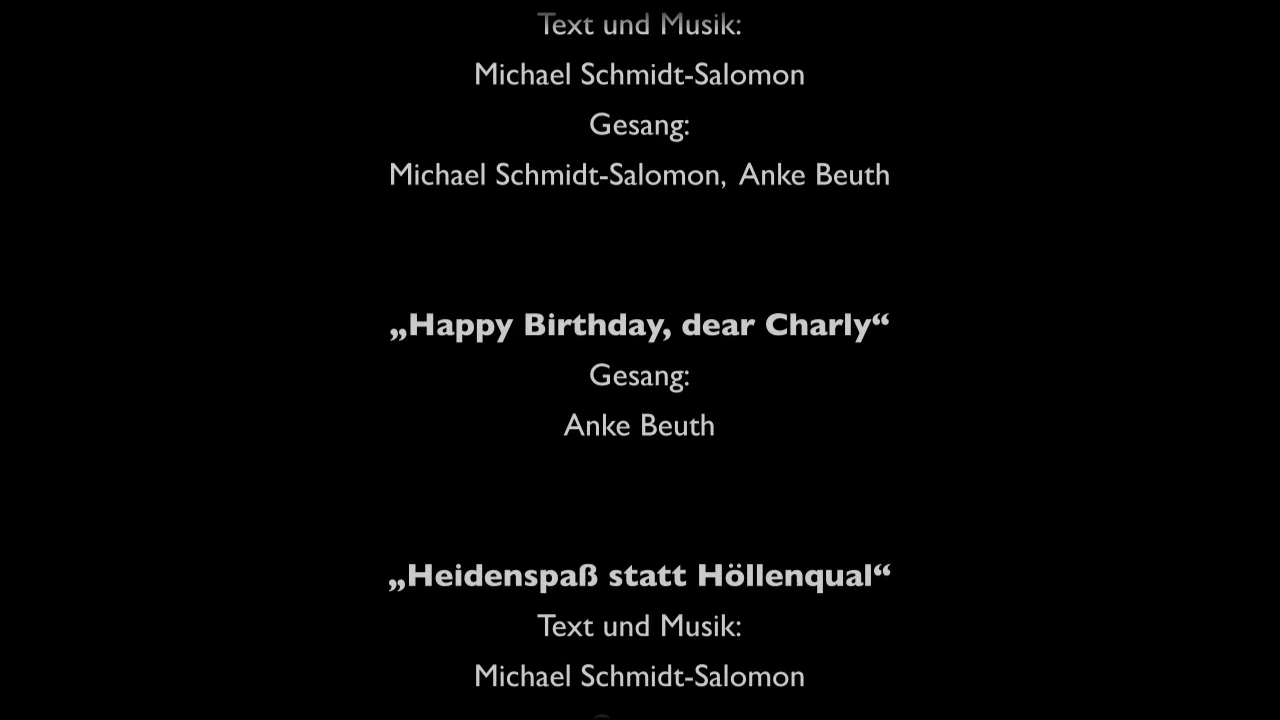 Text und Musik:
Michael Schmidt-Salomon
Gesang:
Michael Schmidt-Salomon, Anke Beuth
„Happy Birthday, dear Charly“
Gesang:
Anke Beuth
„Heidenspaß statt Höllenqual“
Text und Musik:
Michael Schmidt-Salomon